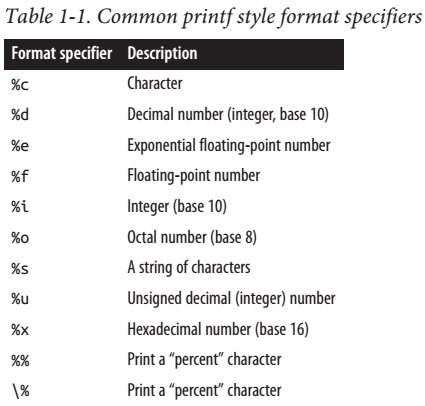 Table 1-1. Common printf style format specifiers
Format specifier Description
%c Character
%d Decimal number (integer, base 10)
%e Exponential floating-point number
%f Floating-point number
%i Integer (base 10)
%o Octal number (base 8)
%s A string of characters
%u Unsigned decimal (integer) number
%x Hexadecimal number (base 16)
%% Print a “percent” character
\% Print a “percent” character